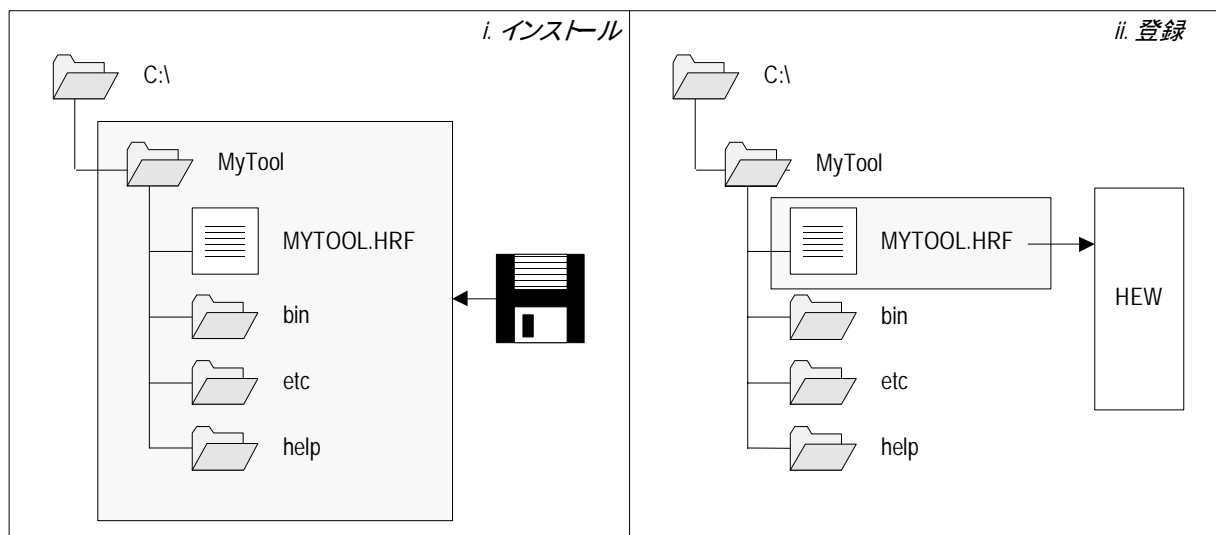 i. インストール
C:\
MyTool
MYTOOL.HRF
bin
etc
help
ii. 登録
C:\
MyTool
MYTOOL.HRF
HEW
bin
etc
help